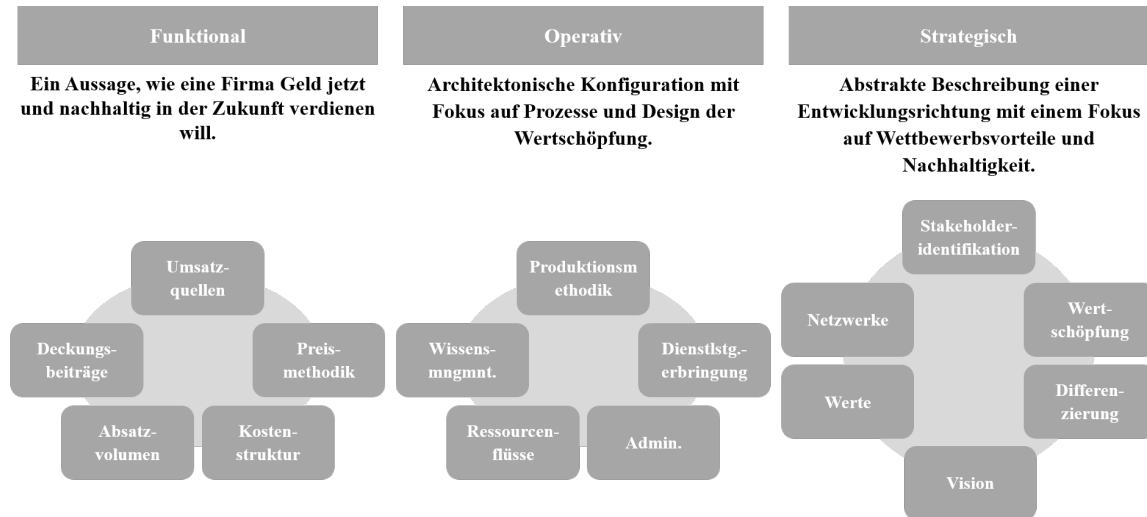 Funktional
Ein Aussage, wie eine Firma Geld jetzt
und nachhaltig in der Zukunft verdienen
will.
Umsatz-
quellen
Deckungs-
beiträge
Preis-
methodik
Absatz-
volumen
Kosten-
struktur
Operativ
Architektonische Konfiguration mit
Fokus auf Prozesse und Design der
Wertschöpfung.
Produktionsm
ethodik
Wissens-
mngmnt.
Dienstlstg.-
erbringung
Ressourcen-
flüsse
Admin.
Strategisch
Abstrakte Beschreibung einer
Entwicklungsrichtung mit einem Fokus
auf Wettbewerbsvorteile und
Nachhaltigkeit.
Stakeholder-
identifikation
Netzwerke
Wert-
schöpfung
Werte
Differen-
zierung
Vision